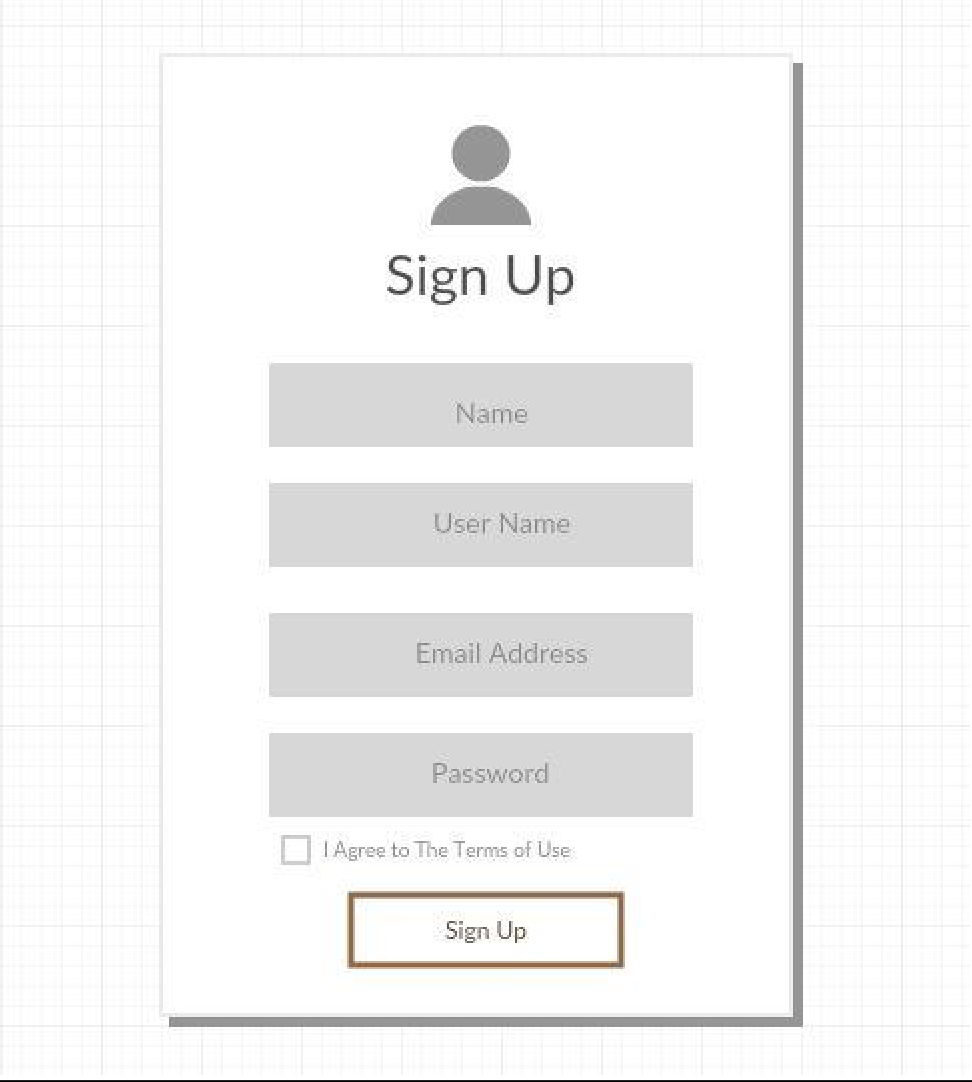 Sign Up
Name
User Name
Email Address
Password
I Agree to The Terms of Use
Sign Up